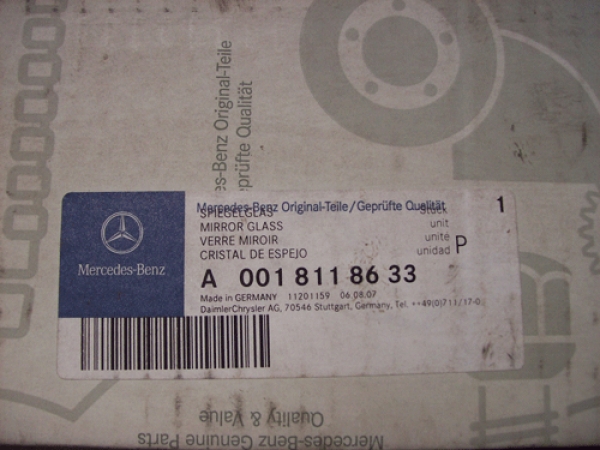 Mercedes-Benz Original-Teile
Geprüfte Qualität
Mercedes-Benz Original-Teile/Geprüfte Qualität
SPIEGELGLAS Stück 1
MIRROR GLASS unit
VERRE MIROIR unité
CRISTAL DE ESPEJO unidad P
Mercedes-Benz
A 001 811 86 33
Made in GERMANY 11201159 06.08.07
DaimlerChrysler AG, 70546 Stuttgart, Germany, Tel. ++49(0)711/17-0
Mercedes-Benz Genuine Parts
Quality & Value